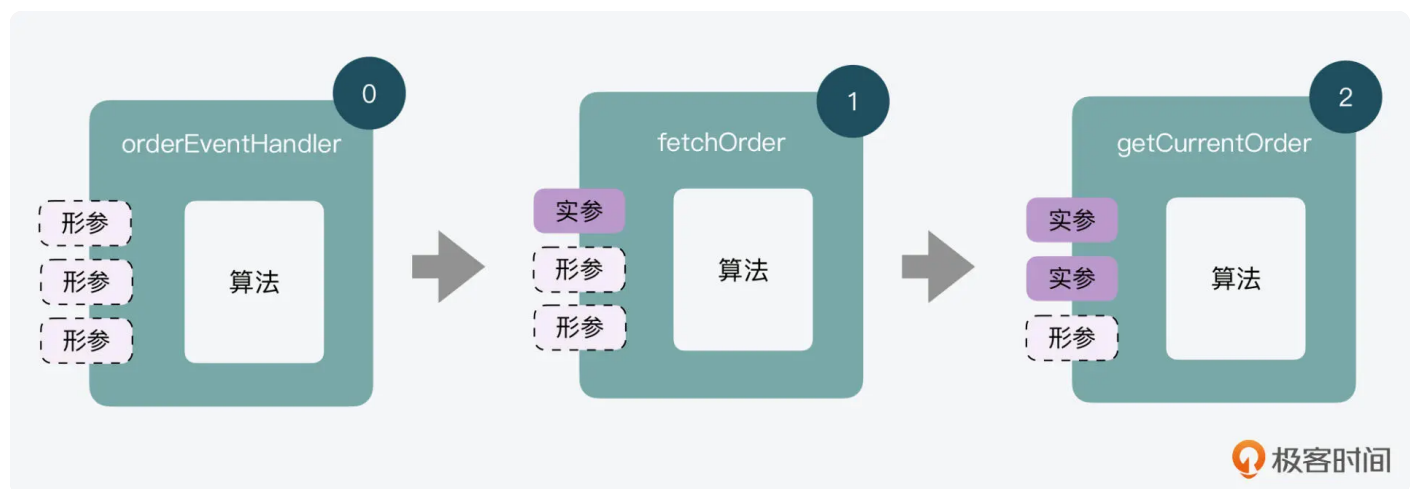 0
orderEventHandler
形参
形参
形参
算法
1
fetchOrder
实参
形参
形参
算法
2
getCurrentOrder
实参
实参
形参
算法
极客时间